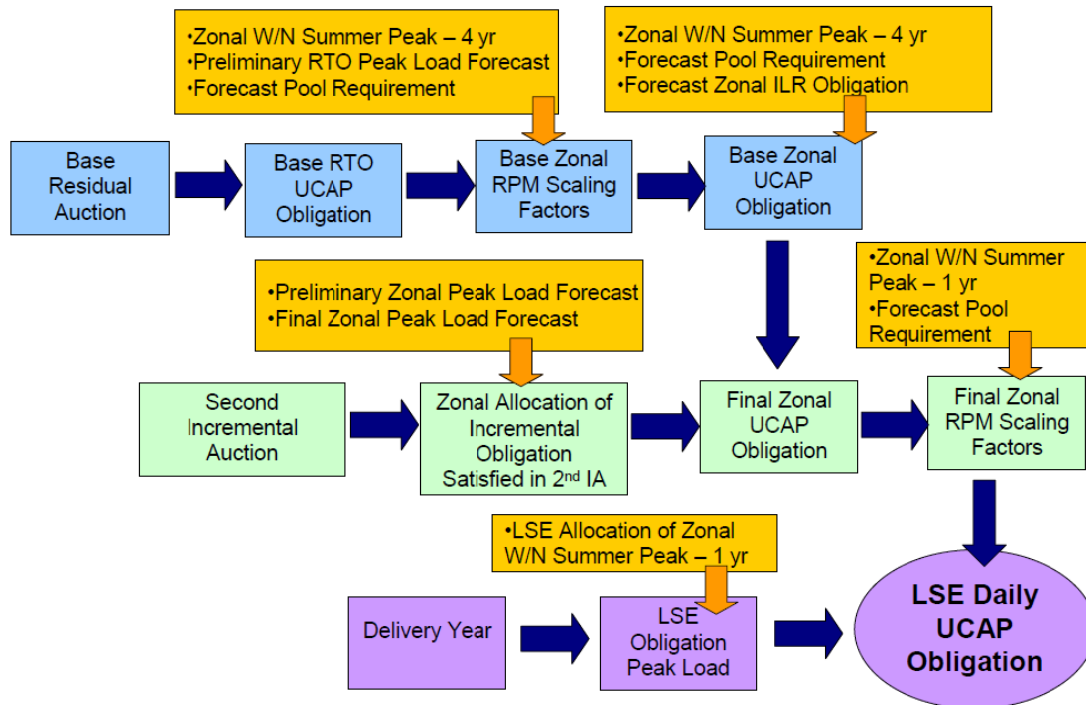 •Zonal W/N Summer Peak – 4 yr
•Preliminary RTO Peak Load Forecast
•Forecast Pool Requirement
•Zonal W/N Summer Peak – 4 yr
•Forecast Pool Requirement
•Forecast Zonal ILR Obligation
Base
Residual
Auction
Base RTO
UCAP
Obligation
Base Zonal
RPM Scaling
Factors
Base Zonal
UCAP
Obligation
•Preliminary Zonal Peak Load Forecast
•Final Zonal Peak Load Forecast
•Zonal W/N Summer
Peak – 1 yr
•Forecast Pool
Requirement
Second
Incremental
Auction
Zonal Allocation of
Incremental
Obligation
Satisfied in 2nd IA
Final Zonal
UCAP
Obligation
Final Zonal
RPM Scaling
Factors
•LSE Allocation of Zonal
W/N Summer Peak – 1 yr
Delivery Year
LSE
Obligation
Peak Load
LSE Daily
UCAP
Obligation